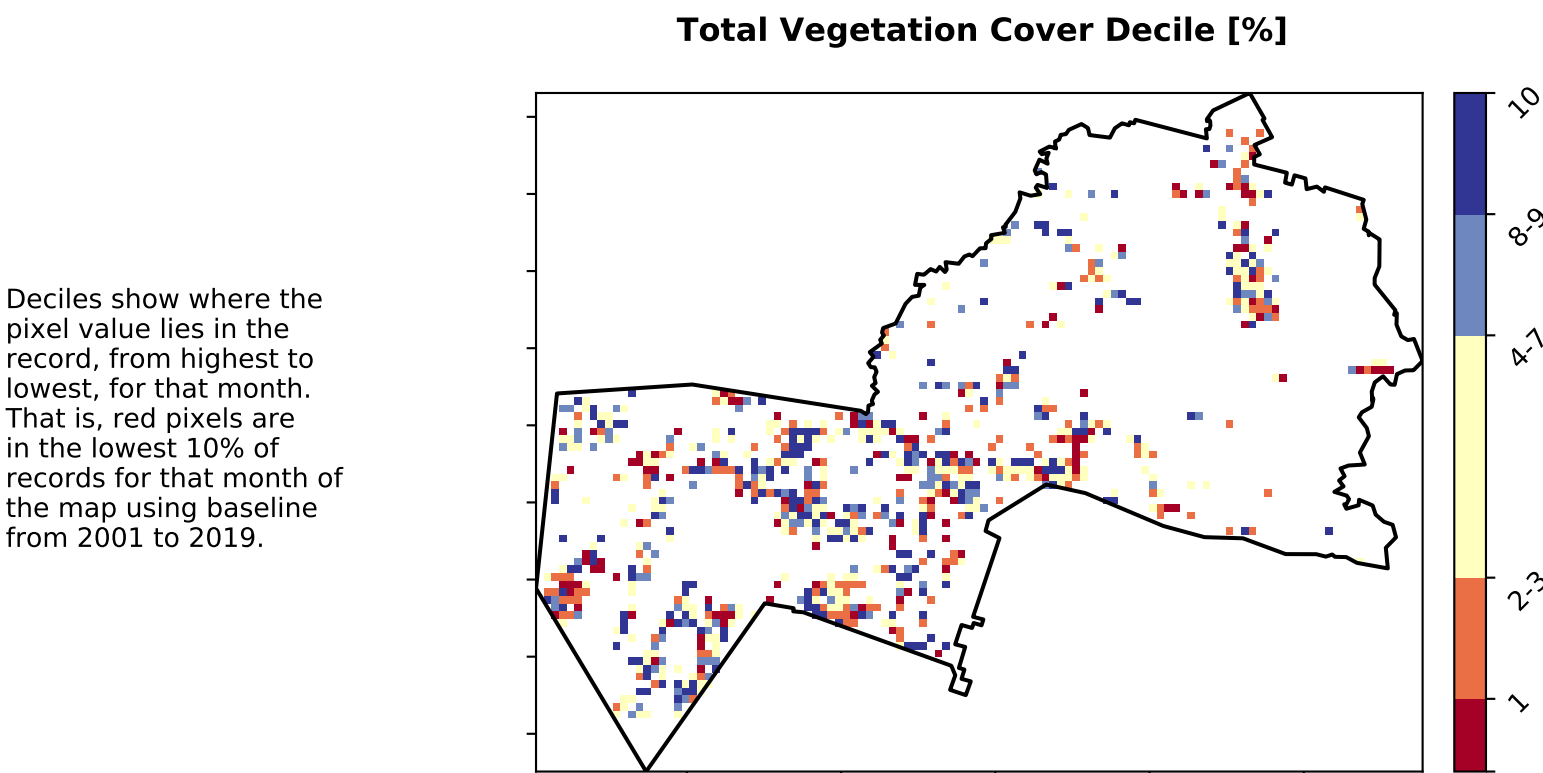 Total Vegetation Cover Decile [%]
Deciles show where the
pixel value lies in the
record, from highest to
lowest, for that month.
That is, red pixels are
in the lowest 10% of
records for that month of
the map using baseline
from 2001 to 2019.
10
8-9
4-7
2-3
1